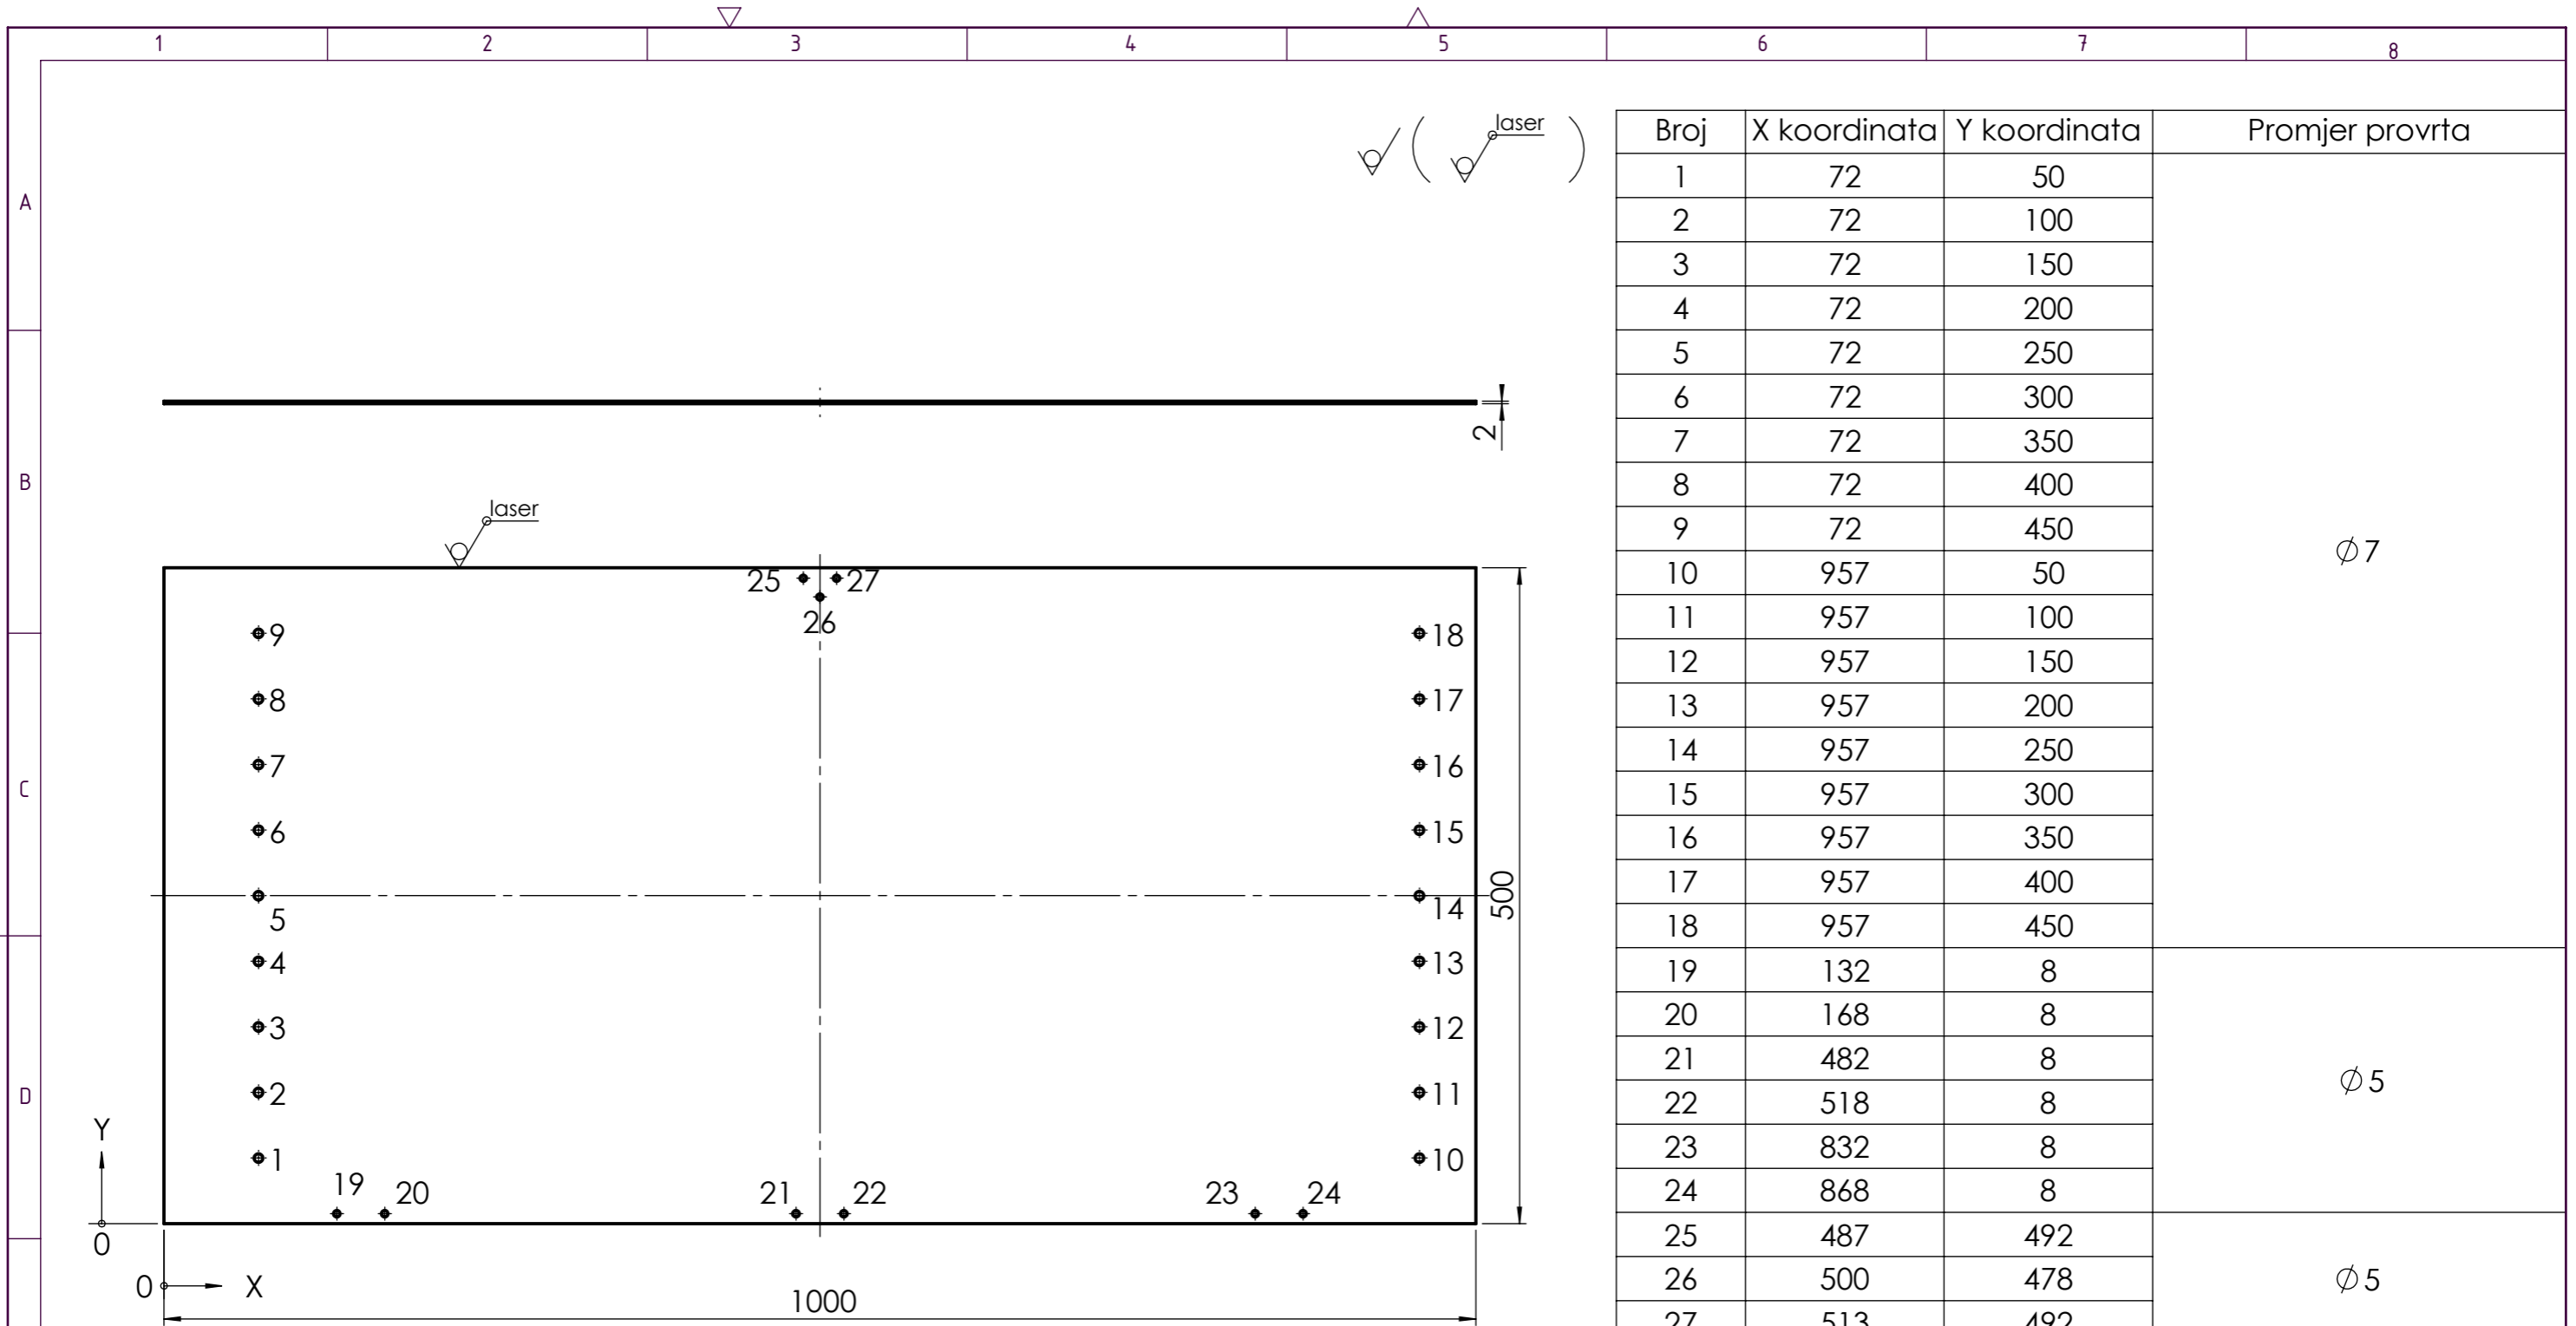 1 2 3 4 5 6 7 8
A
B
C
D
laser
Broj X koordinata Y koordinata Promjer provrta
1 72 50
2 72 100
3 72 150
4 72 200
5 72 250
6 72 300
7 72 350
8 72 400
9 72 450
10 957 50
11 957 100
12 957 150
13 957 200
14 957 250
15 957 300
16 957 350
17 957 400
18 957 450
∅7
19 132 8
20 168 8
21 482 8
22 518 8
23 832 8
24 868 8
∅5
25 487 492
26 500 478
27 513 492
∅5
2
laser
25 27
26
9 18
8 17
7 16
6 15
5 14
500
4 13
3 12
2 11
Y
1 10
19 20 21 22 23 24
0
0 X
1000